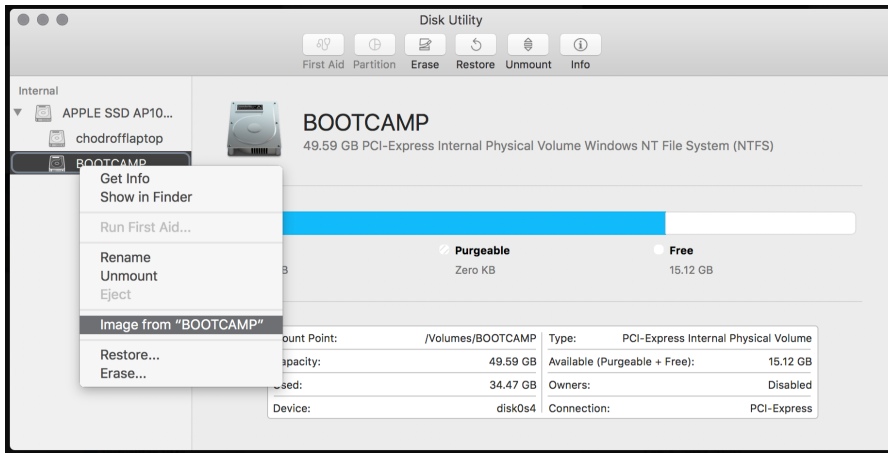 Disk Utility
First Aid Partition Erase Restore Unmount Info
Internal
APPLE SSD AP10...
chodrofflaptop
BOOTCAMP
BOOTCAMP
49.59 GB PCI-Express Internal Physical Volume Windows NT File System (NTFS)
Get Info
Show in Finder
Run First Aid...
Rename
Unmount
Eject
Image from “BOOTCAMP”
Restore...
Erase...
B
Purgeable
Zero KB
Free
15.12 GB
ount Point: /Volumes/BOOTCAMP Type: PCI-Express Internal Physical Volume
apacity: 49.59 GB Available (Purgeable + Free): 15.12 GB
sed: 34.47 GB Owners: Disabled
Device: disk0s4 Connection: PCI-Express